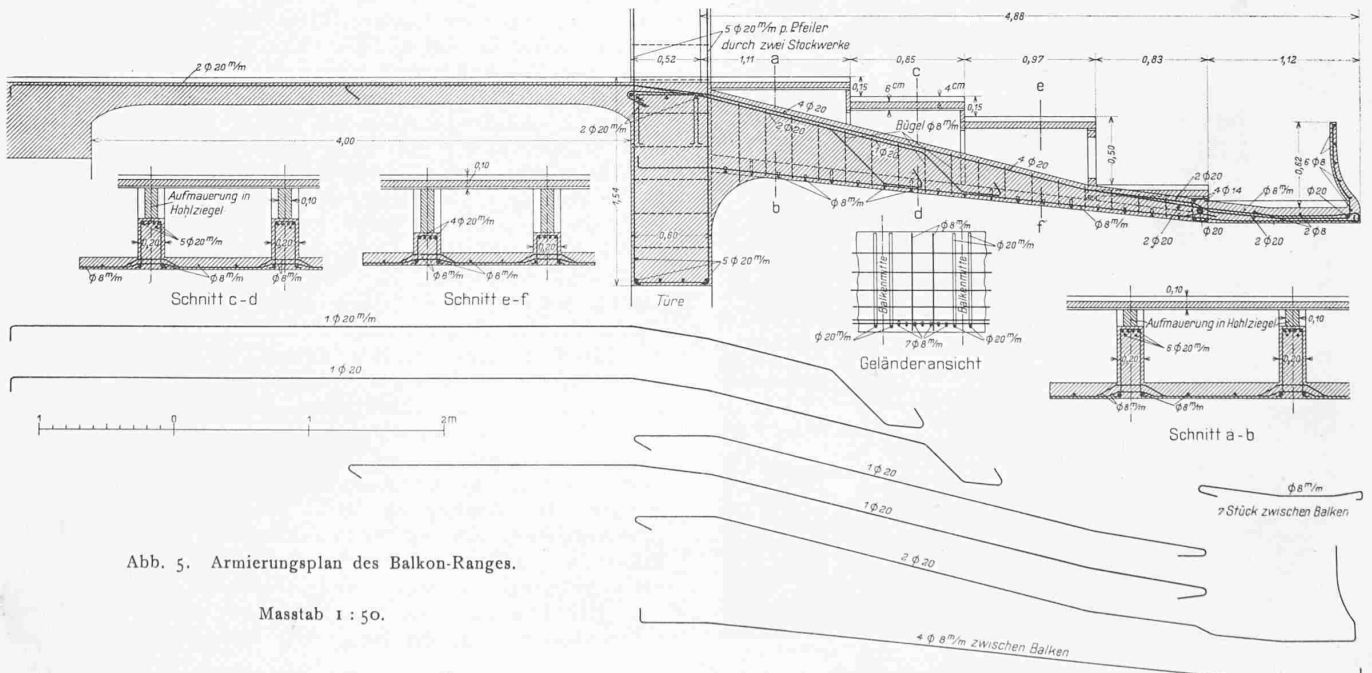 4,88
5 ϕ 20 m/m p. Pfeiler
durch zwei Stockwerke
2 ϕ 20 m/m
0,52
1,11
a
0,85
c
0,97
e
0,83
1,12
0,15
6 cm
4 cm
0,15
4 ϕ 20
2 ϕ 20
Bügel ϕ 8 m/m
1 ϕ 20
4 ϕ 20
0,50
0,62
6 ϕ 8
2 ϕ 20 m/m
4,00
1,54
2 ϕ 20
4 ϕ 14
ϕ 8 m/m
ϕ 20
b
ϕ 8 m/m
d
f
ϕ 8 m/m
2 ϕ 20
ϕ 20
2 ϕ 20
2 ϕ 8
0,60
5 ϕ 20 m/m
Türe
Aufmauerung in
Hohlziegel
0,10
0,20
0,20
5 ϕ 20 m/m
ϕ 8 m/m
ϕ 8 m/m
ϕ 8 m/m
Schnitt c-d
0,10
4 ϕ 20 m/m
0,20
ϕ 8 m/m
ϕ 8 m/m
Schnitt e-f
1 ϕ 8 m/m
ϕ 20 m/m
Balkenmitte
Balkenmitte
ϕ 20 m/m
7 ϕ 8 m/m
ϕ 20 m/m
Geländeransicht
0,10
Aufmauerung in Hohlziegel
0,10
6 ϕ 20 m/m
0,20
0,20
ϕ 8 m/m
ϕ 8 m/m
Schnitt a-b
1 ϕ 20 m/m
1 ϕ 20
1 0 1 2m
1 ϕ 20
1 ϕ 20
2 ϕ 20
ϕ 8 m/m
7 Stück zwischen Balken
4 ϕ 8 m/m zwischen Balken
Abb. 5. Armierungsplan des Balkon-Ranges.
Masstab 1 : 50.